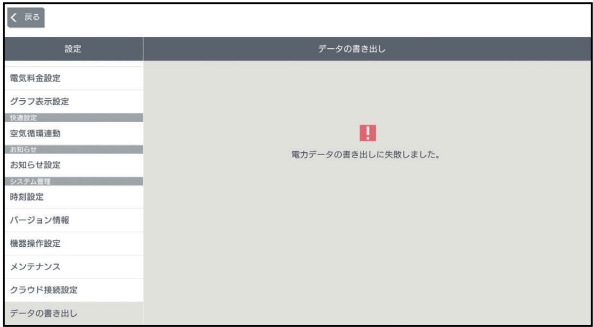 戻る
設定
データの書き出し
電気料金設定
グラフ表示設定
快適設定
空気循環連動
お知らせ
お知らせ設定
システム管理
時刻設定
バージョン情報
機器操作設定
メンテナンス
クラウド接続設定
データの書き出し
電力データの書き出しに失敗しました。